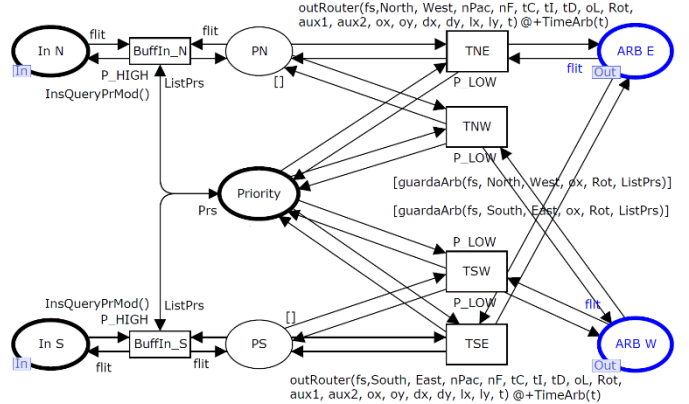 outRouter(fs,North, West, nPac, nF, tC, tI, tD, oL, Rot,
aux1, aux2, ox, oy, dx, dy, lx, ly, t) @+TimeArb(t)
In N
flit
BuffIn_N
flit
PN
TNE
ARB E
In
P_HIGH
ListPrs
[]
P_LOW
flit
Out
InsQueryPrMod()
TNW
P_LOW
[guardaArb(fs, North, West, ox, Rot, ListPrs)]
Priority
Prs
[guardaArb(fs, South, East, ox, Rot, ListPrs)]
P_LOW
TSW
InsQueryPrMod()
ListPrs
P_HIGH
[]
P_LOW
flit
In S
BuffIn_S
PS
TSE
ARB W
In
flit
flit
Out
outRouter(fs,South, East, nPac, nF, tC, tI, tD, oL, Rot,
aux1, aux2, ox, oy, dx, dy, lx, ly, t) @+TimeArb(t)